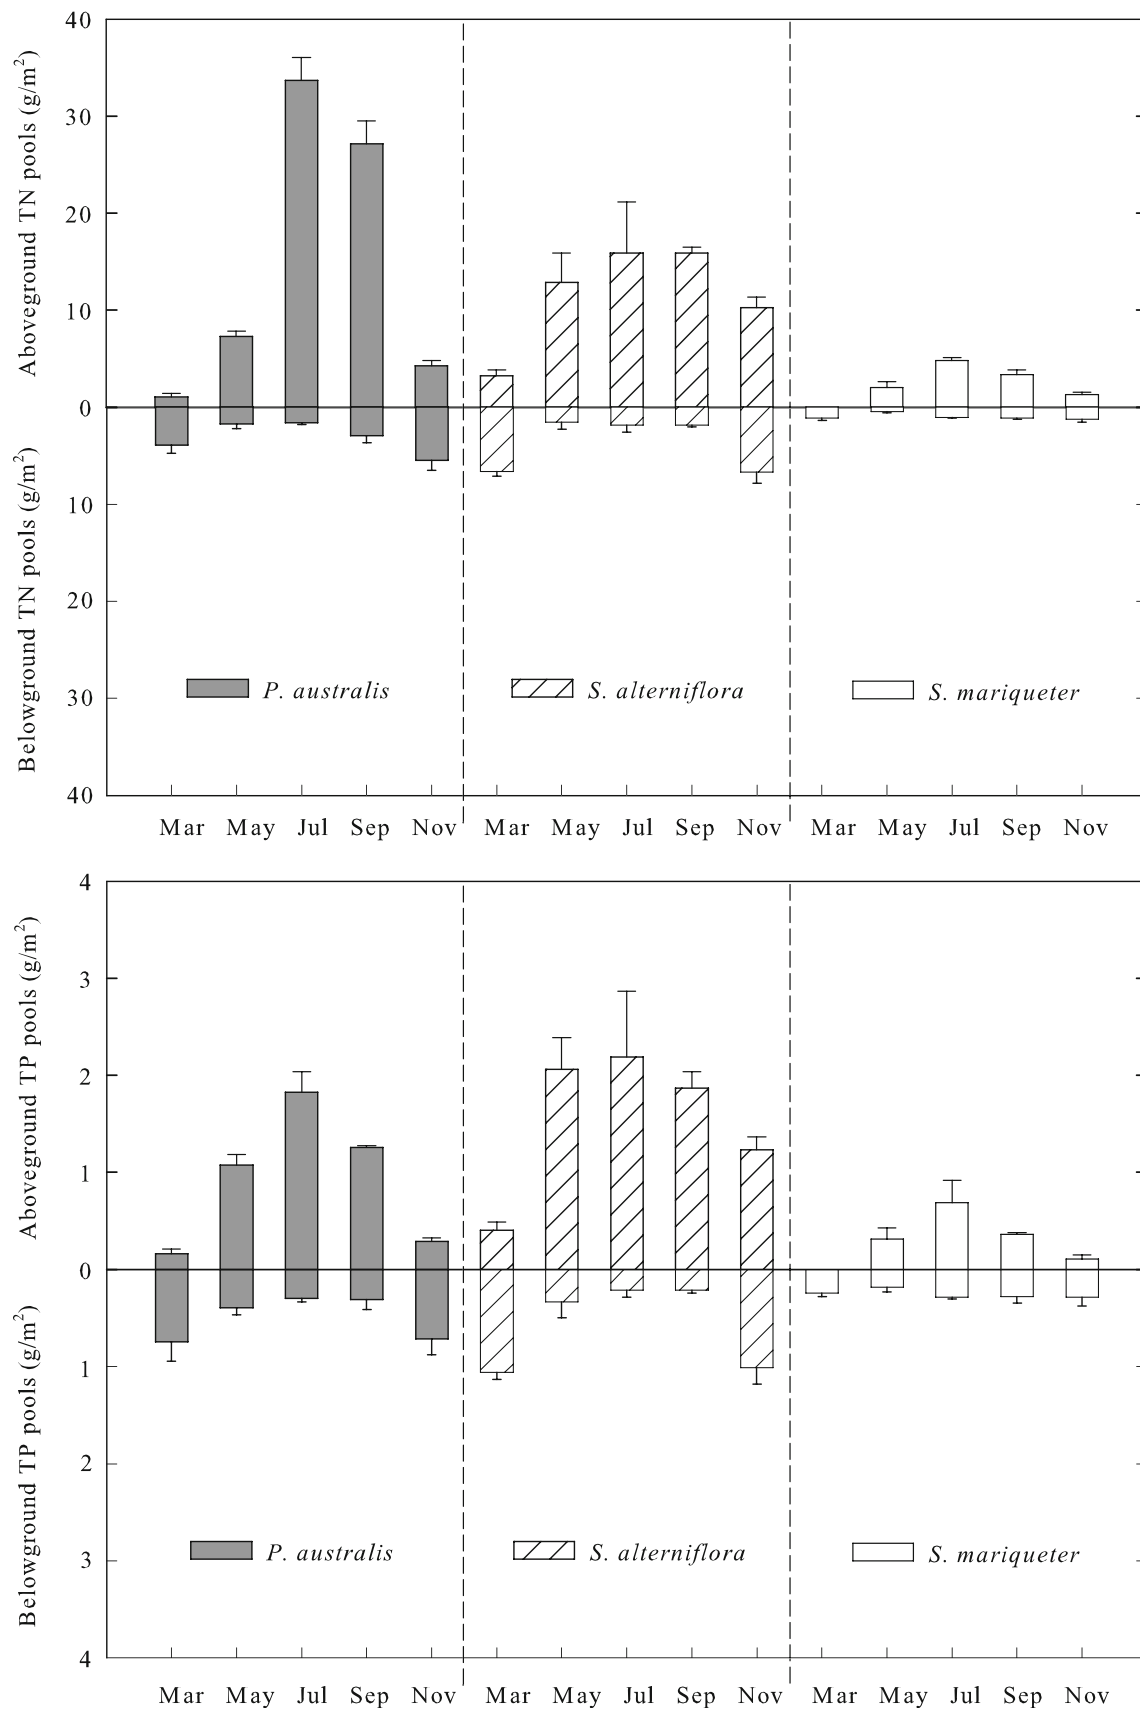 Aboveground TN pools (g/m²)
Belowground TN pools (g/m²)
40
30
20
10
0
10
20
30
40
P. australis
S. alterniflora
S. mariqueter
Mar May Jul Sep Nov Mar May Jul Sep Nov Mar May Jul Sep Nov
Aboveground TP pools (g/m²)
Belowground TP pools (g/m²)
4
3
2
1
0
1
2
3
4
P. australis
S. alterniflora
S. mariqueter
Mar May Jul Sep Nov Mar May Jul Sep Nov Mar May Jul Sep Nov